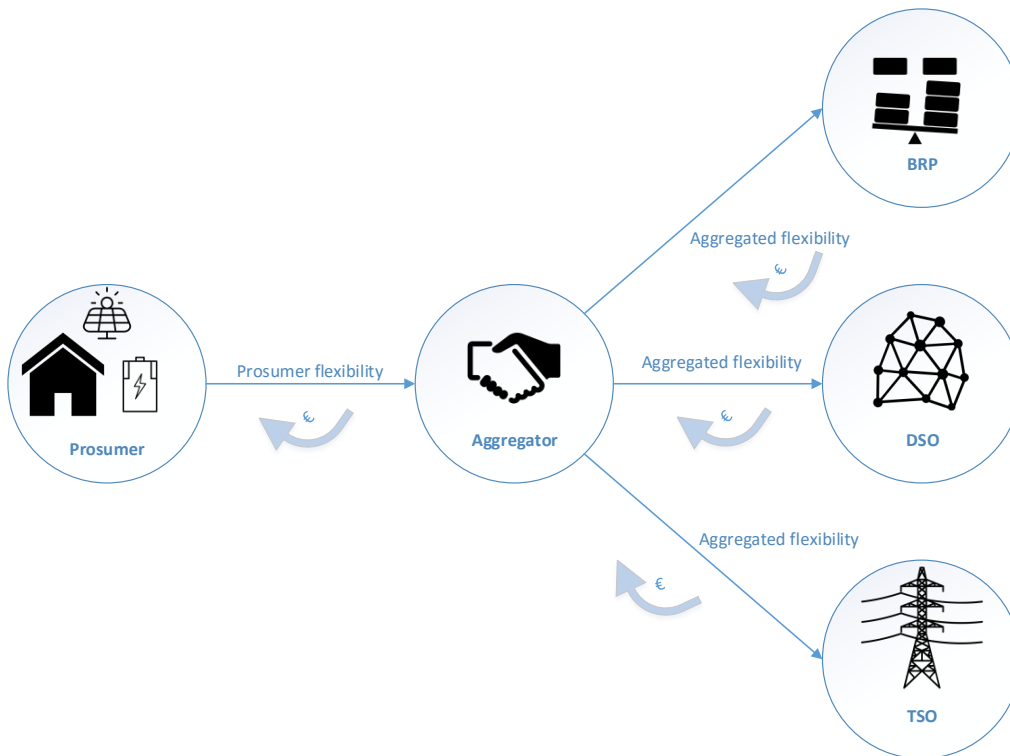 BRP
Aggregated flexibility
€
Prosumer flexibility
€
Prosumer
Aggregator
Aggregated flexibility
€
DSO
Aggregated flexibility
€
TSO